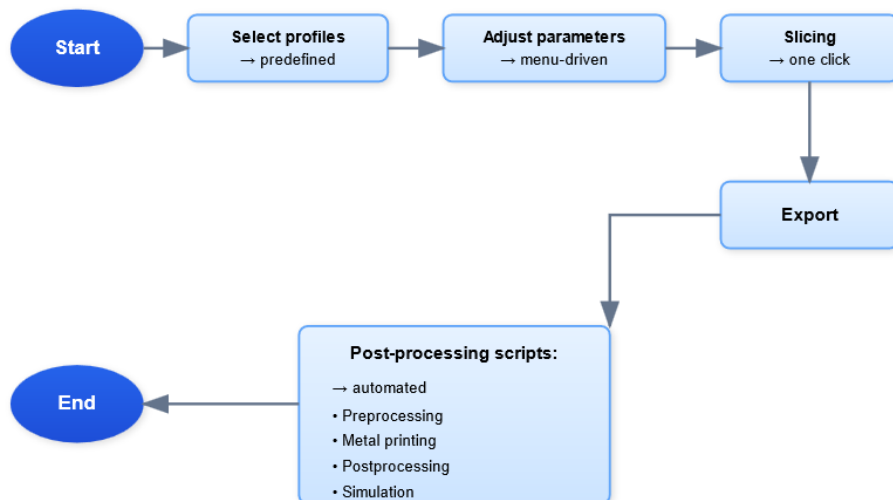 Start
Select profiles
→ predefined
Adjust parameters
→ menu-driven
Slicing
→ one click
Export
Post-processing scripts:
→ automated
• Preprocessing
• Metal printing
• Postprocessing
• Simulation
End